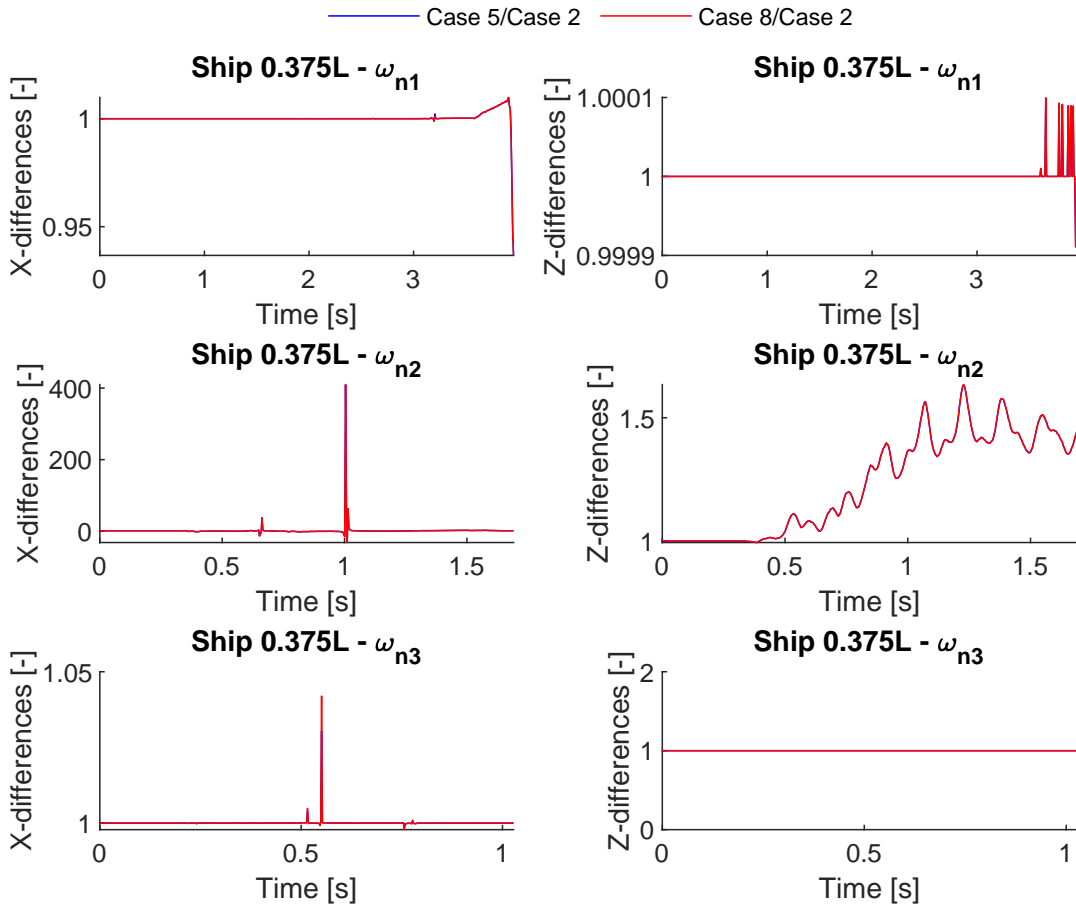 Case 5/Case 2 Case 8/Case 2
Ship 0.375L - ωn1
X-differences [-]
1
0.95
0 1 2 3
Time [s]
Ship 0.375L - ωn1
Z-differences [-]
1.0001
1
0.9999
0 1 2 3
Time [s]
Ship 0.375L - ωn2
X-differences [-]
400
200
0
0 0.5 1 1.5
Time [s]
Ship 0.375L - ωn2
Z-differences [-]
1.5
1
0 0.5 1 1.5
Time [s]
Ship 0.375L - ωn3
X-differences [-]
1.05
1
0 0.5 1
Time [s]
Ship 0.375L - ωn3
Z-differences [-]
2
1
0
0 0.5 1
Time [s]